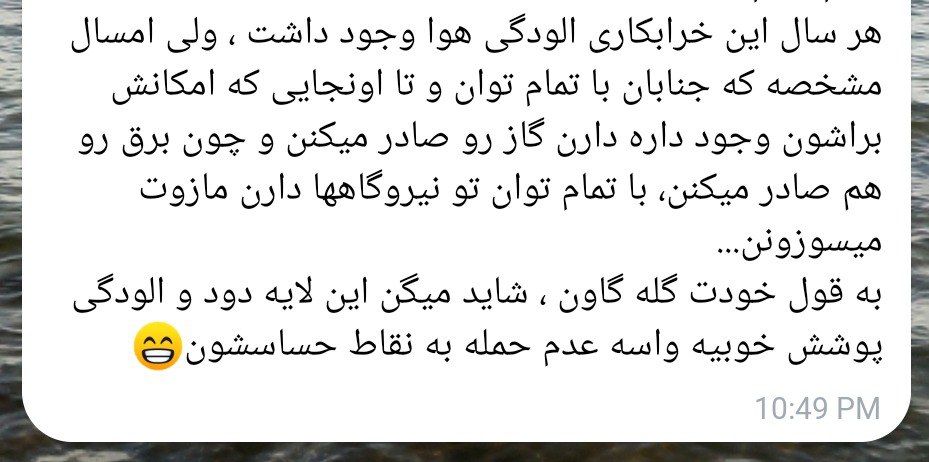 هر سال این خرابکاری الودگی هوا وجود داشت ، ولی امسال
مشخصه که جنابان با تمام توان و تا اونجایی که امکانش
براشون وجود داره دارن گاز رو صادر میکنن و چون برق رو
هم صادر میکنن، با تمام توان تو نیروگاهها دارن مازوت
میسوزونن...
به قول خودت گله گاون ، شاید میگن این لایه دود و الودگی
پوشش خوبیه واسه عدم حمله به نقاط حساسشون😁
10:49 PM